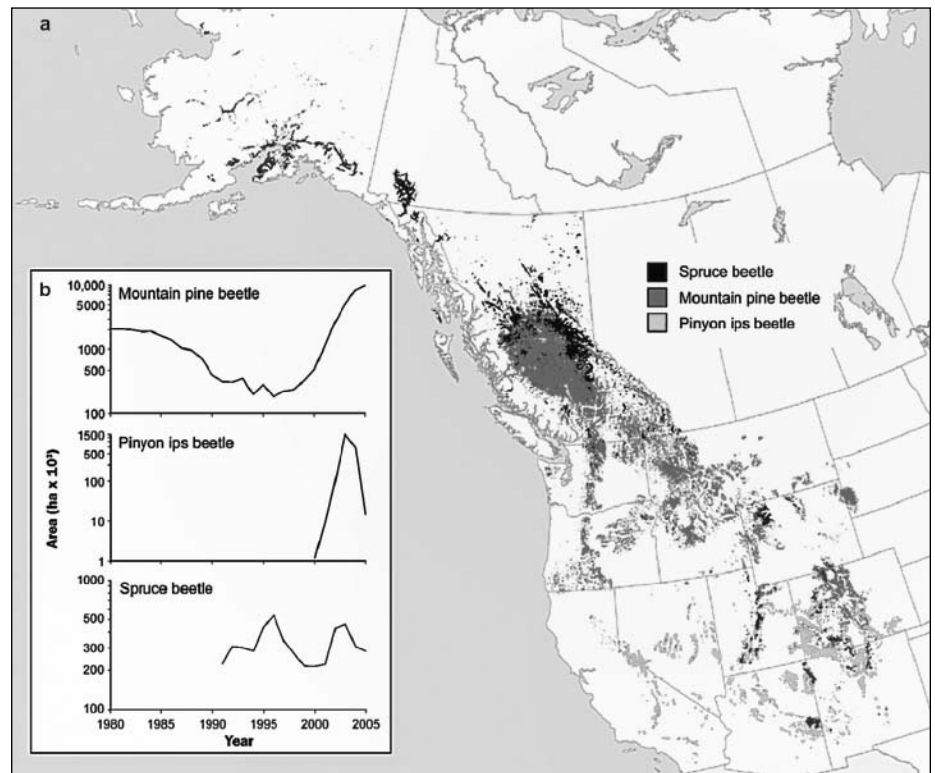 a
Spruce beetle
Mountain pine beetle
Pinyon ips beetle
b
Mountain pine beetle
10,000
5000
1000
500
100
Pinyon ips beetle
1500
500
100
10
1
Spruce beetle
1000
500
300
200
100
Area (ha x 10³)
1980 1985 1990 1995 2000 2005
Year